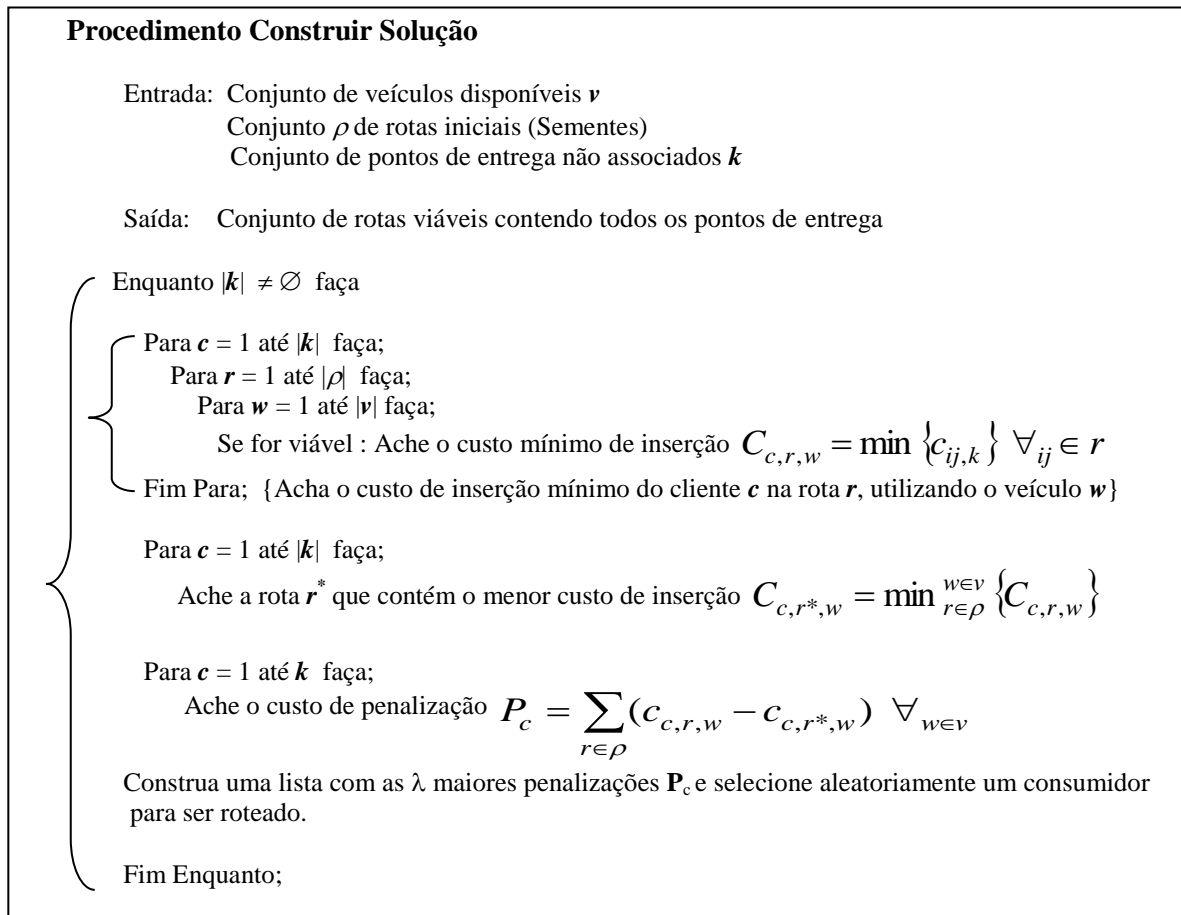 Procedimento Construir Solução
Entrada: Conjunto de veículos disponíveis v
Conjunto ρ de rotas iniciais (Sementes)
Conjunto de pontos de entrega não associados k
Saída: Conjunto de rotas viáveis contendo todos os pontos de entrega
Enquanto |k| ≠ ∅ faça
Para c = 1 até |k| faça;
Para r = 1 até |ρ| faça;
Para w = 1 até |v| faça;
Se for viável : Ache o custo mínimo de inserção C_{c,r,w} = min {c_{ij,k}} ∀_{ij} ∈ r
Fim Para; {Acha o custo de inserção mínimo do cliente c na rota r, utilizando o veículo w}
Para c = 1 até |k| faça;
Ache a rota r* que contém o menor custo de inserção C_{c,r*,w} = min_{r∈ρ}^{w∈v} {C_{c,r,w}}
Para c = 1 até k faça;
Ache o custo de penalização P_c = ∑_{r∈ρ} (c_{c,r,w} − c_{c,r*,w}) ∀_{w∈v}
Construa uma lista com as λ maiores penalizações P_c e selecione aleatoriamente um consumidor
para ser roteado.
Fim Enquanto;